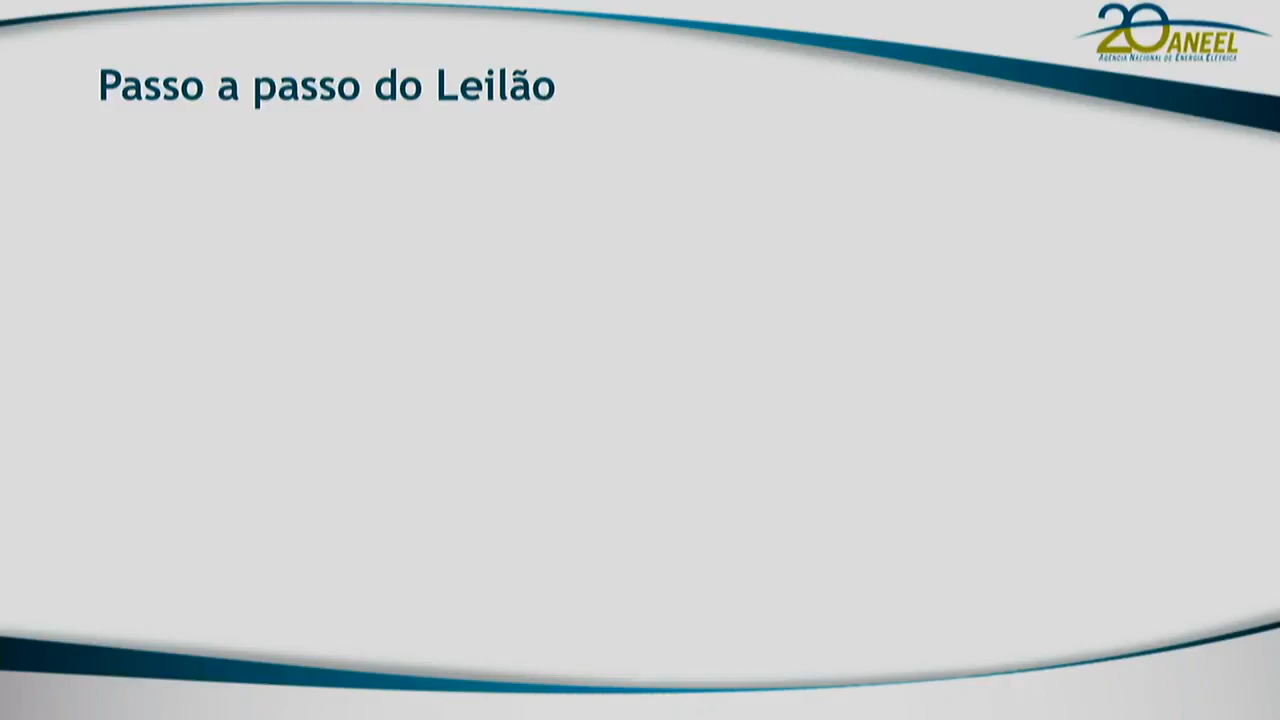 20 ANEEL
AGÊNCIA NACIONAL DE ENERGIA ELÉTRICA
Passo a passo do Leilão